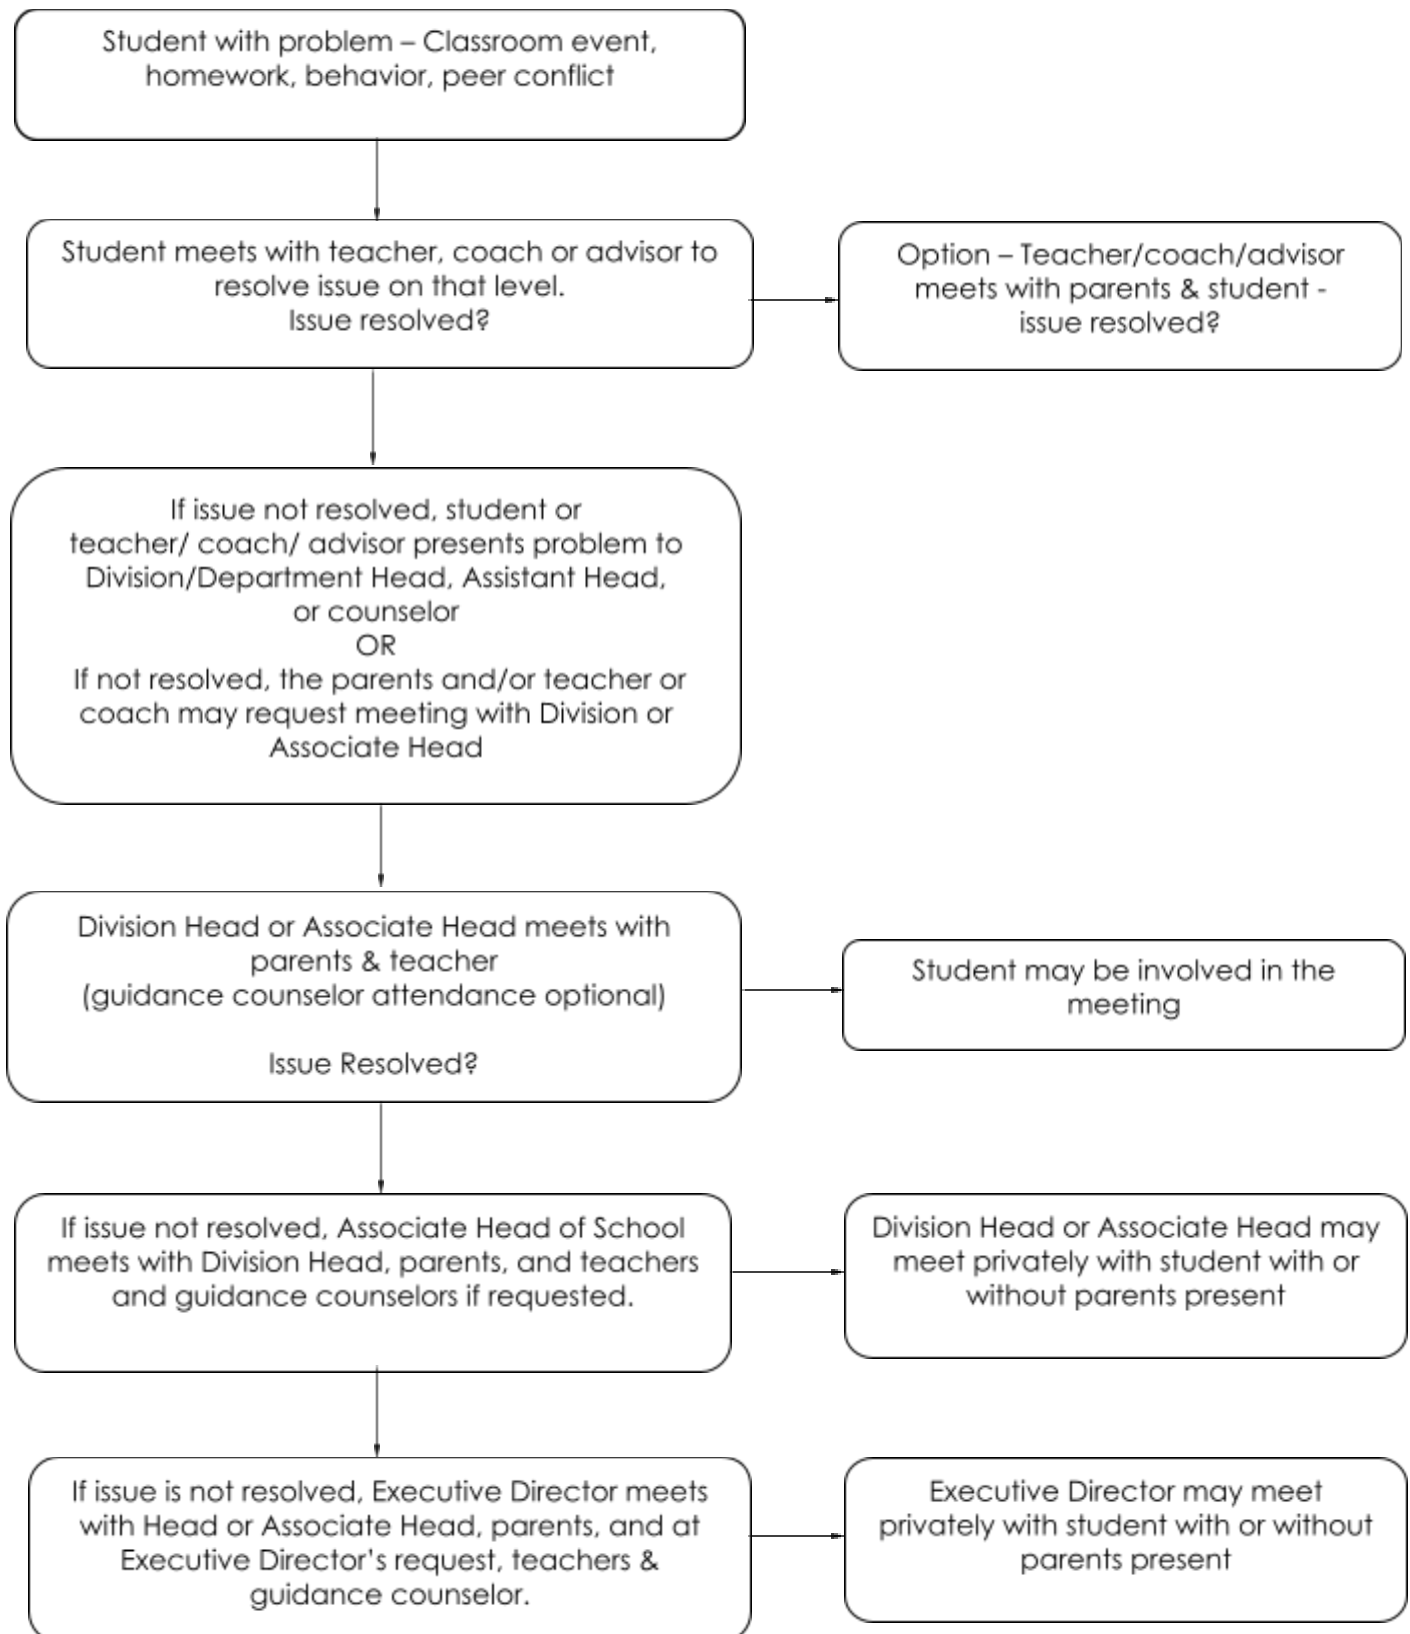 Student with problem – Classroom event,
homework, behavior, peer conflict
Student meets with teacher, coach or advisor to
resolve issue on that level.
Issue resolved?
Option – Teacher/coach/advisor
meets with parents & student -
issue resolved?
If issue not resolved, student or
teacher/ coach/ advisor presents problem to
Division/Department Head, Assistant Head,
or counselor
OR
If not resolved, the parents and/or teacher or
coach may request meeting with Division or
Associate Head
Division Head or Associate Head meets with
parents & teacher
(guidance counselor attendance optional)
Issue Resolved?
Student may be involved in the
meeting
If issue not resolved, Associate Head of School
meets with Division Head, parents, and teachers
and guidance counselors if requested.
Division Head or Associate Head may
meet privately with student with or
without parents present
If issue is not resolved, Executive Director meets
with Head or Associate Head, parents, and at
Executive Director's request, teachers &
guidance counselor.
Executive Director may meet
privately with student with or without
parents present